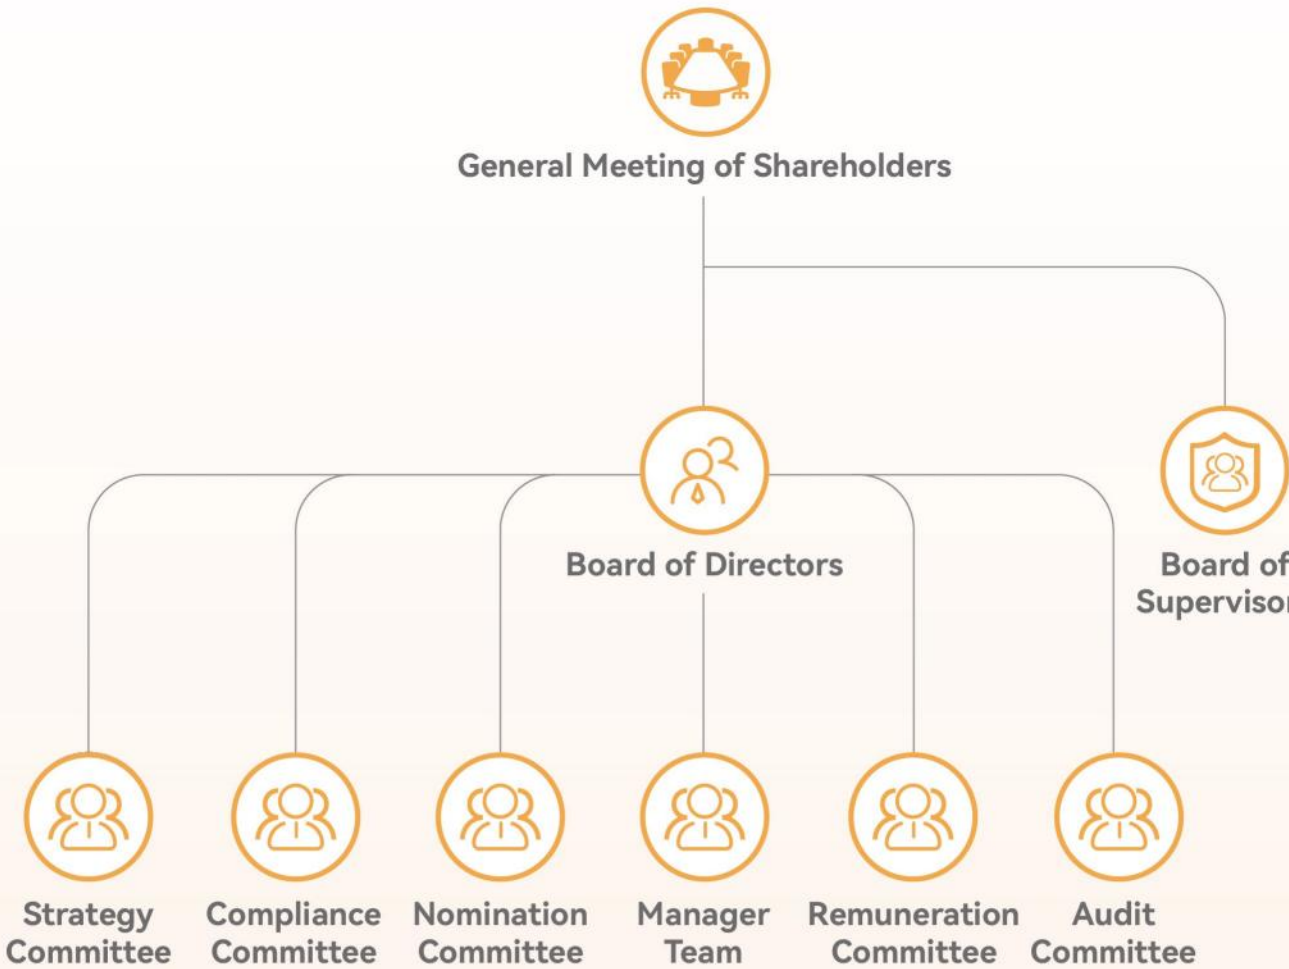 General Meeting of Shareholders
Board of Directors
Board of
Supervisor
Strategy
Committee
Compliance
Committee
Nomination
Committee
Manager
Team
Remuneration
Committee
Audit
Committee